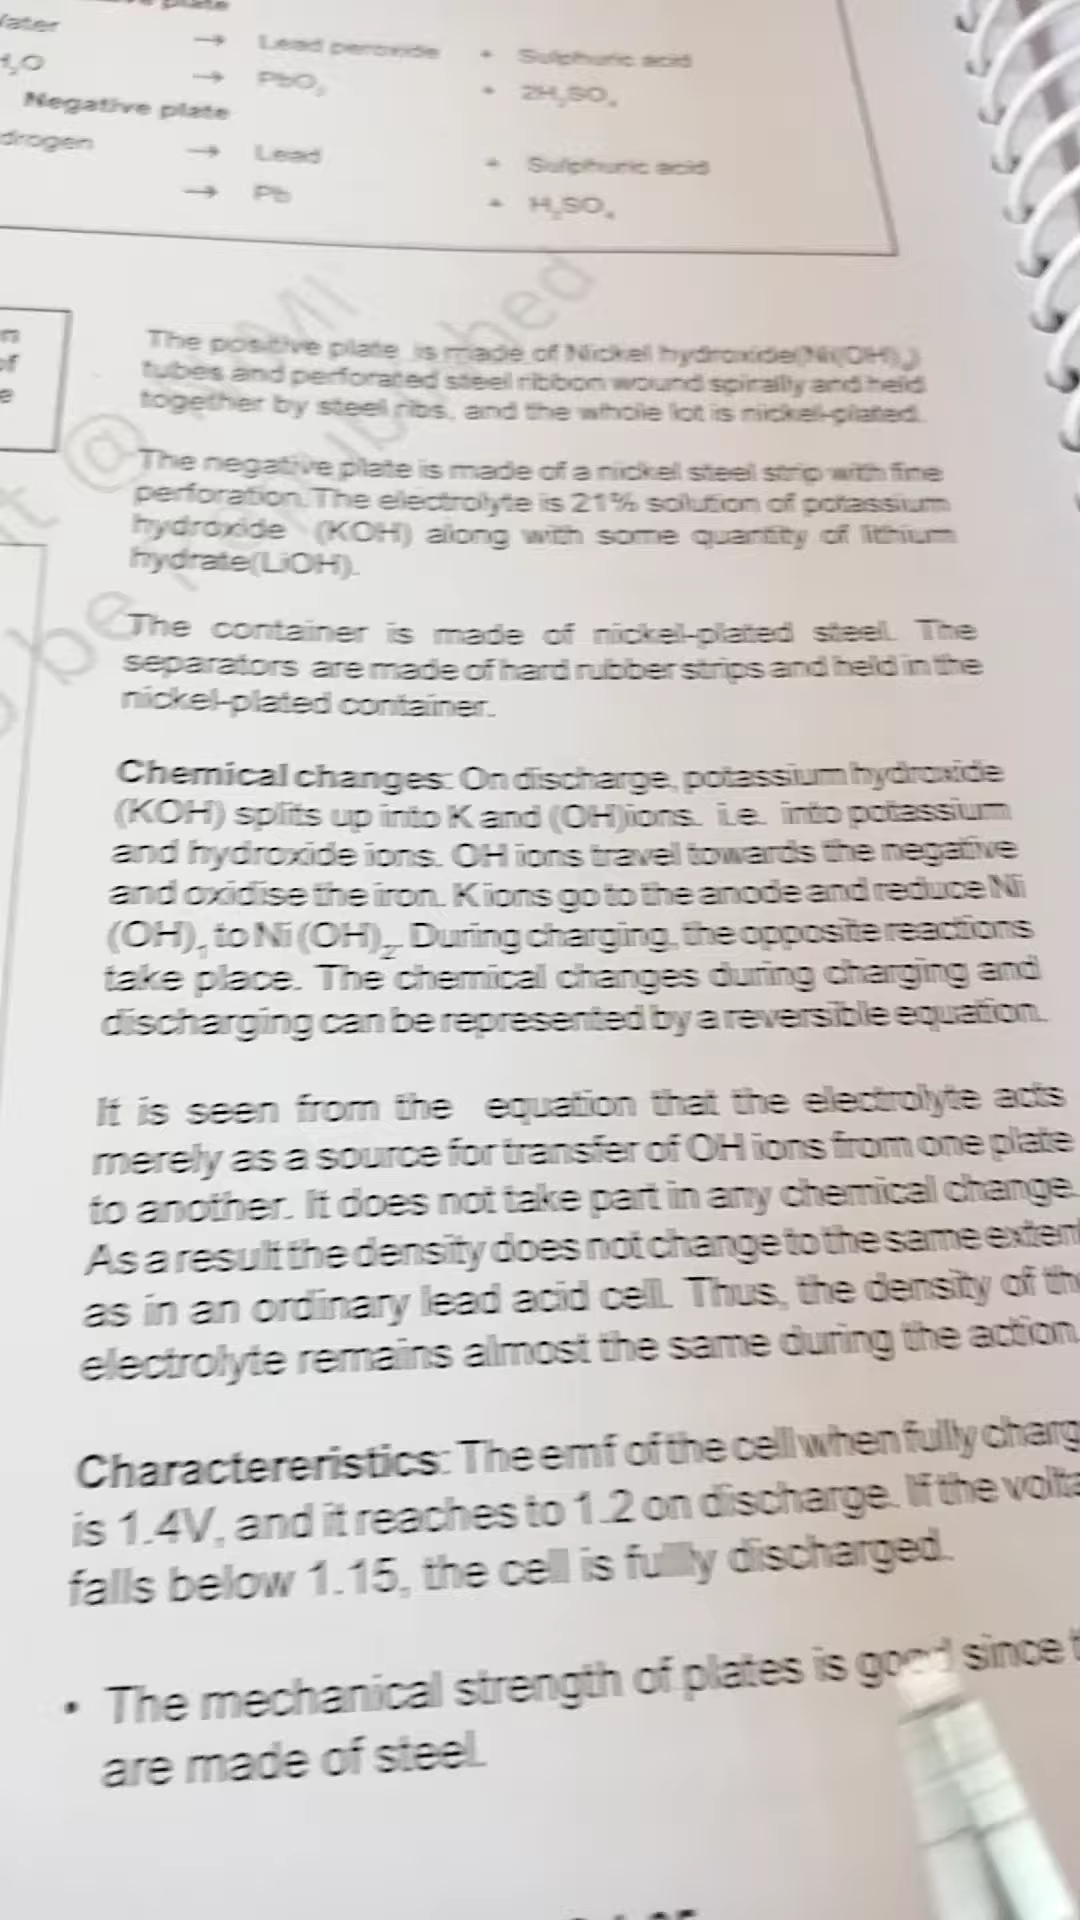 plate
Water → Lead peroxide + Sulphuric acid
H₂O → PbO₂ + 2H₂SO₄
Negative plate
drogen → Lead + Sulphuric acid
→ Pb + H₂SO₄
n
of
e
The positive plate is made of Nickel hydroxide(Ni(OH)₄)
tubes and perforated steel ribbon wound spirally and held
together by steel ribs, and the whole lot is nickel-plated.
The negative plate is made of a nickel steel strip with fine
perforation. The electrolyte is 21% solution of potassium
hydroxide (KOH) along with some quantity of lithium
hydrate(LiOH).
The container is made of nickel-plated steel. The
separators are made of hard rubber strips and held in the
nickel-plated container.
Chemical changes: On discharge, potassium hydroxide
(KOH) splits up into K and (OH)ions. i.e. into potassium
and hydroxide ions. OH ions travel towards the negative
and oxidise the iron. K ions go to the anode and reduce Ni
(OH) to Ni (OH)₂. During charging, the opposite reactions
take place. The chemical changes during charging and
discharging can be represented by a reversible equation.
It is seen from the equation that the electrolyte acts
merely as a source for transfer of OH ions from one plate
to another. It does not take part in any chemical change.
As a result the density does not change to the same extent
as in an ordinary lead acid cell. Thus, the density of the
electrolyte remains almost the same during the action.
Charactereristics: The emf of the cell when fully charg
is 1.4V, and it reaches to 1.2 on discharge. If the volta
falls below 1.15, the cell is fully discharged.
• The mechanical strength of plates is good since t
are made of steel.